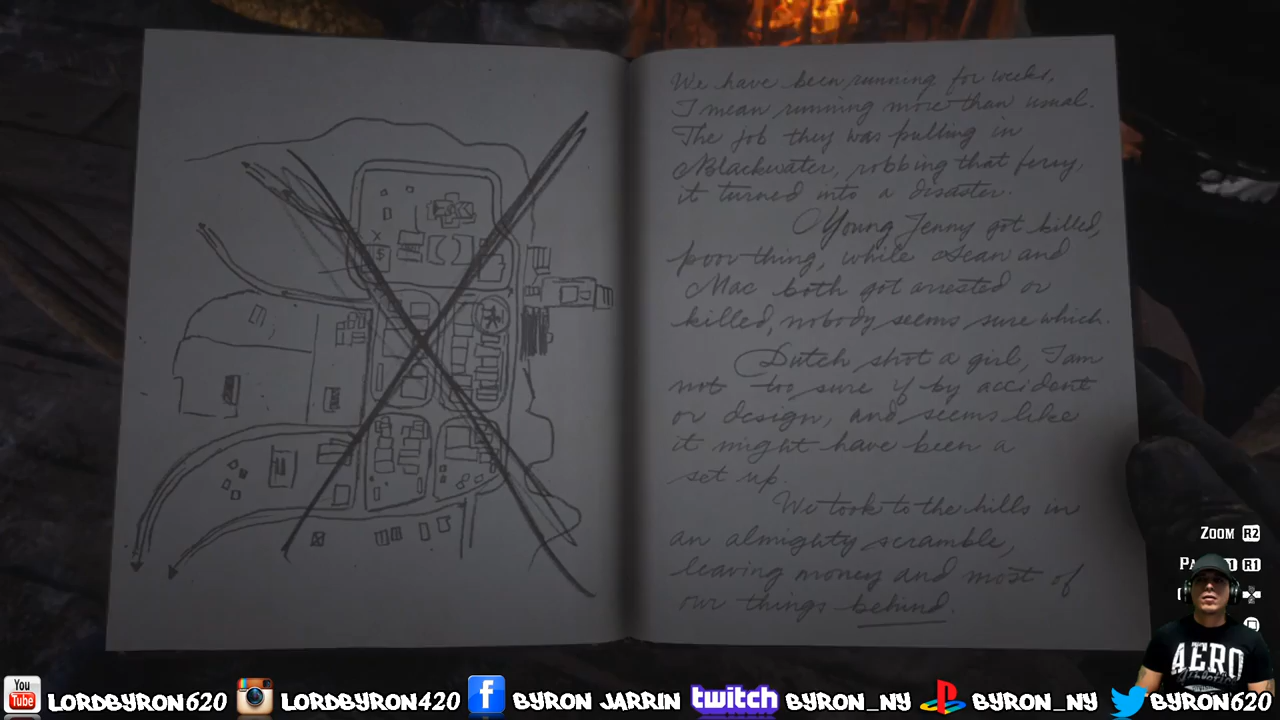 We have been running for weeks,
I mean running more than usual.
The job they was pulling in
Blackwater, robbing that ferry,
it turned into a disaster.
Young Jenny got killed,
poor thing, while Sean and
Mac both got arrested or
killed, nobody seems sure which.
Dutch shot a girl, I am
not too sure if by accident
or design, and seems like
it might have been a
set up.
We took to the hills in
an almighty scramble,
leaving money and most of
our things behind.
X
$
ZOOM R2
R1
AERO
You
Tube
LORDBYRON620
LORDBYRON420
f
BYRON JARRIN
twitch
BYRON_NY
BYRON_NY
BYRON620